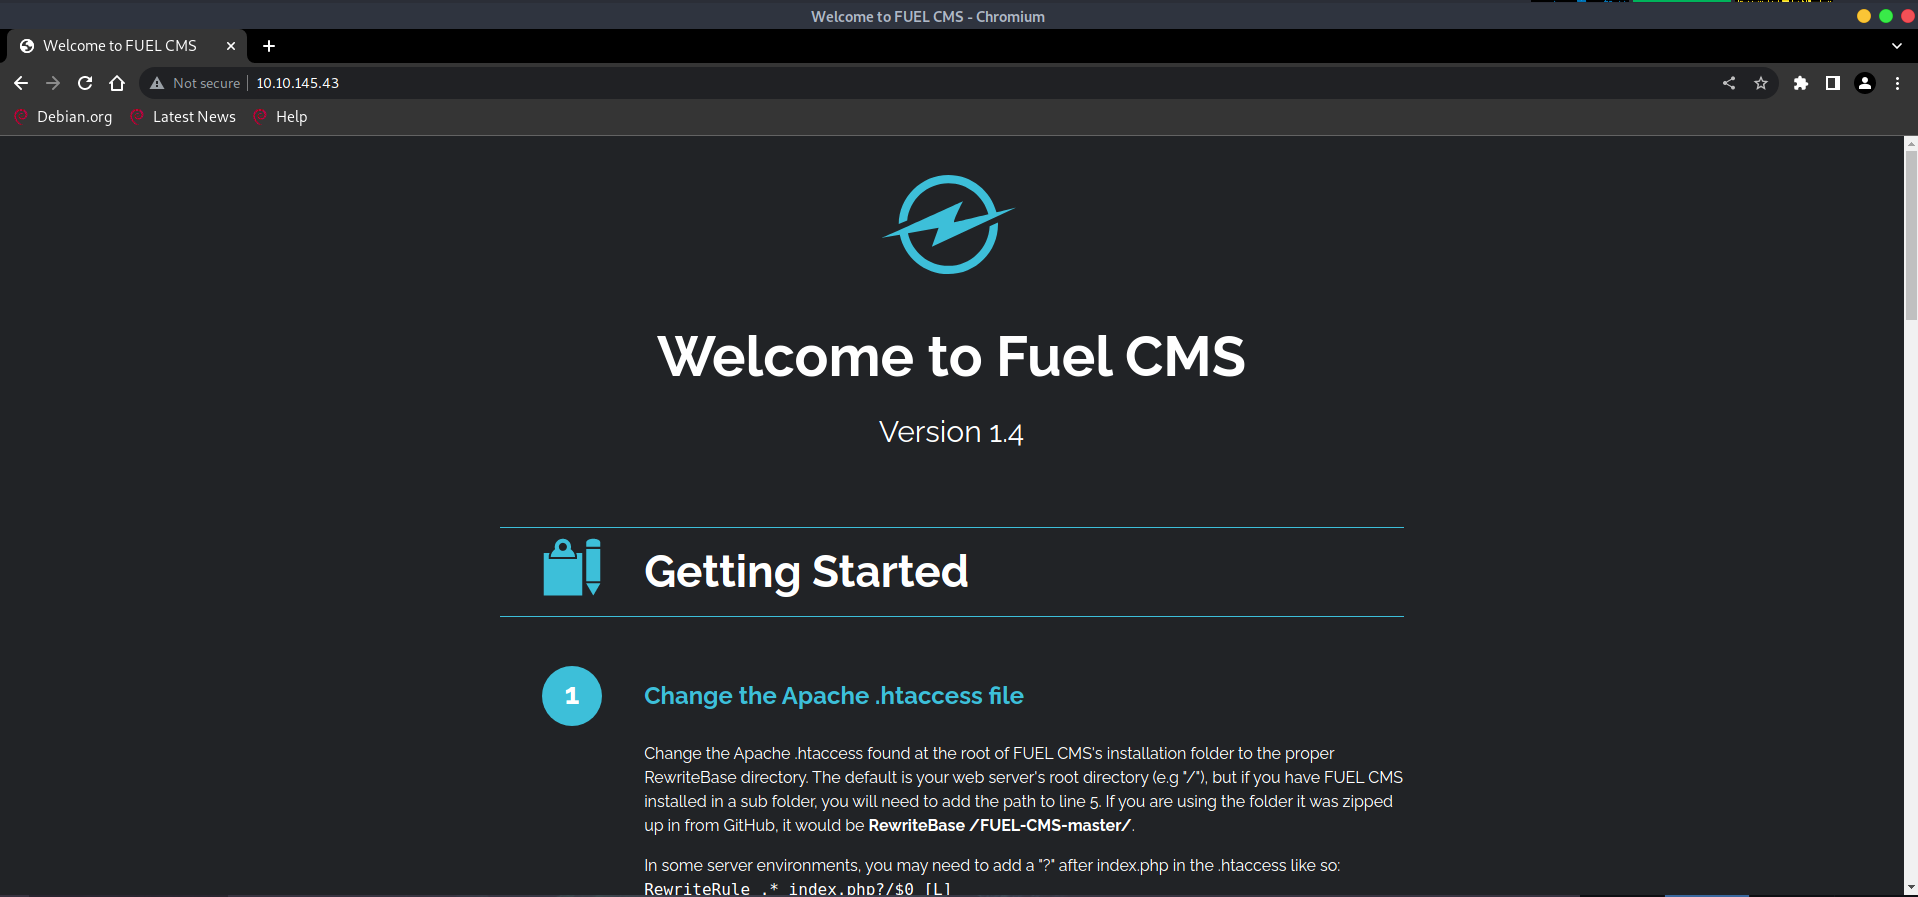 Welcome to FUEL CMS - Chromium
Welcome to FUEL CMS
Not secure
10.10.145.43
Debian.org
Latest News
Help
Welcome to Fuel CMS
Version 1.4
Getting Started
1
Change the Apache .htaccess file
Change the Apache .htaccess found at the root of FUEL CMS's installation folder to the proper
RewriteBase directory. The default is your web server's root directory (e.g "/"), but if you have FUEL CMS
installed in a sub folder, you will need to add the path to line 5. If you are using the folder it was zipped
up in from GitHub, it would be RewriteBase /FUEL-CMS-master/.
In some server environments, you may need to add a "?" after index.php in the .htaccess like so:
RewriteRule .* index.php?/$0 [L]